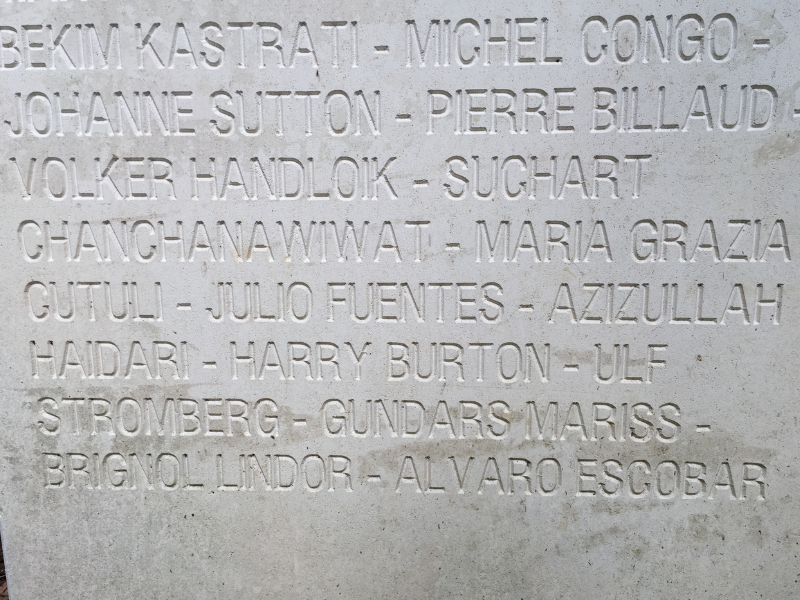 BEKIM KASTRATI - MICHEL CONGO -
JOHANNE SUTTON - PIERRE BILLAUD -
VOLKER HANDLOIK - SUCHART
CHANCHANAWIWAT - MARIA GRAZIA
CUTULI - JULIO FUENTES - AZIZULLAH
HAIDARI - HARRY BURTON - ULF
STROMBERG - GUNDARS MARISS -
BRIGNOL LINDOR - ALVARO ESCOBAR